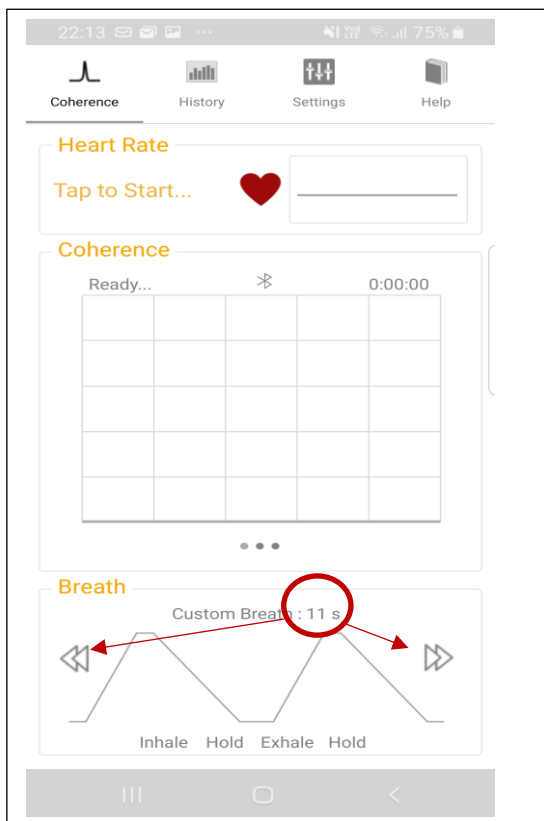 22:13 ... VoLTE 75%
Coherence History Settings Help
Heart Rate
Tap to Start...
Coherence
Ready... 0:00:00
Breath
Custom Breath : 11 s
Inhale Hold Exhale Hold